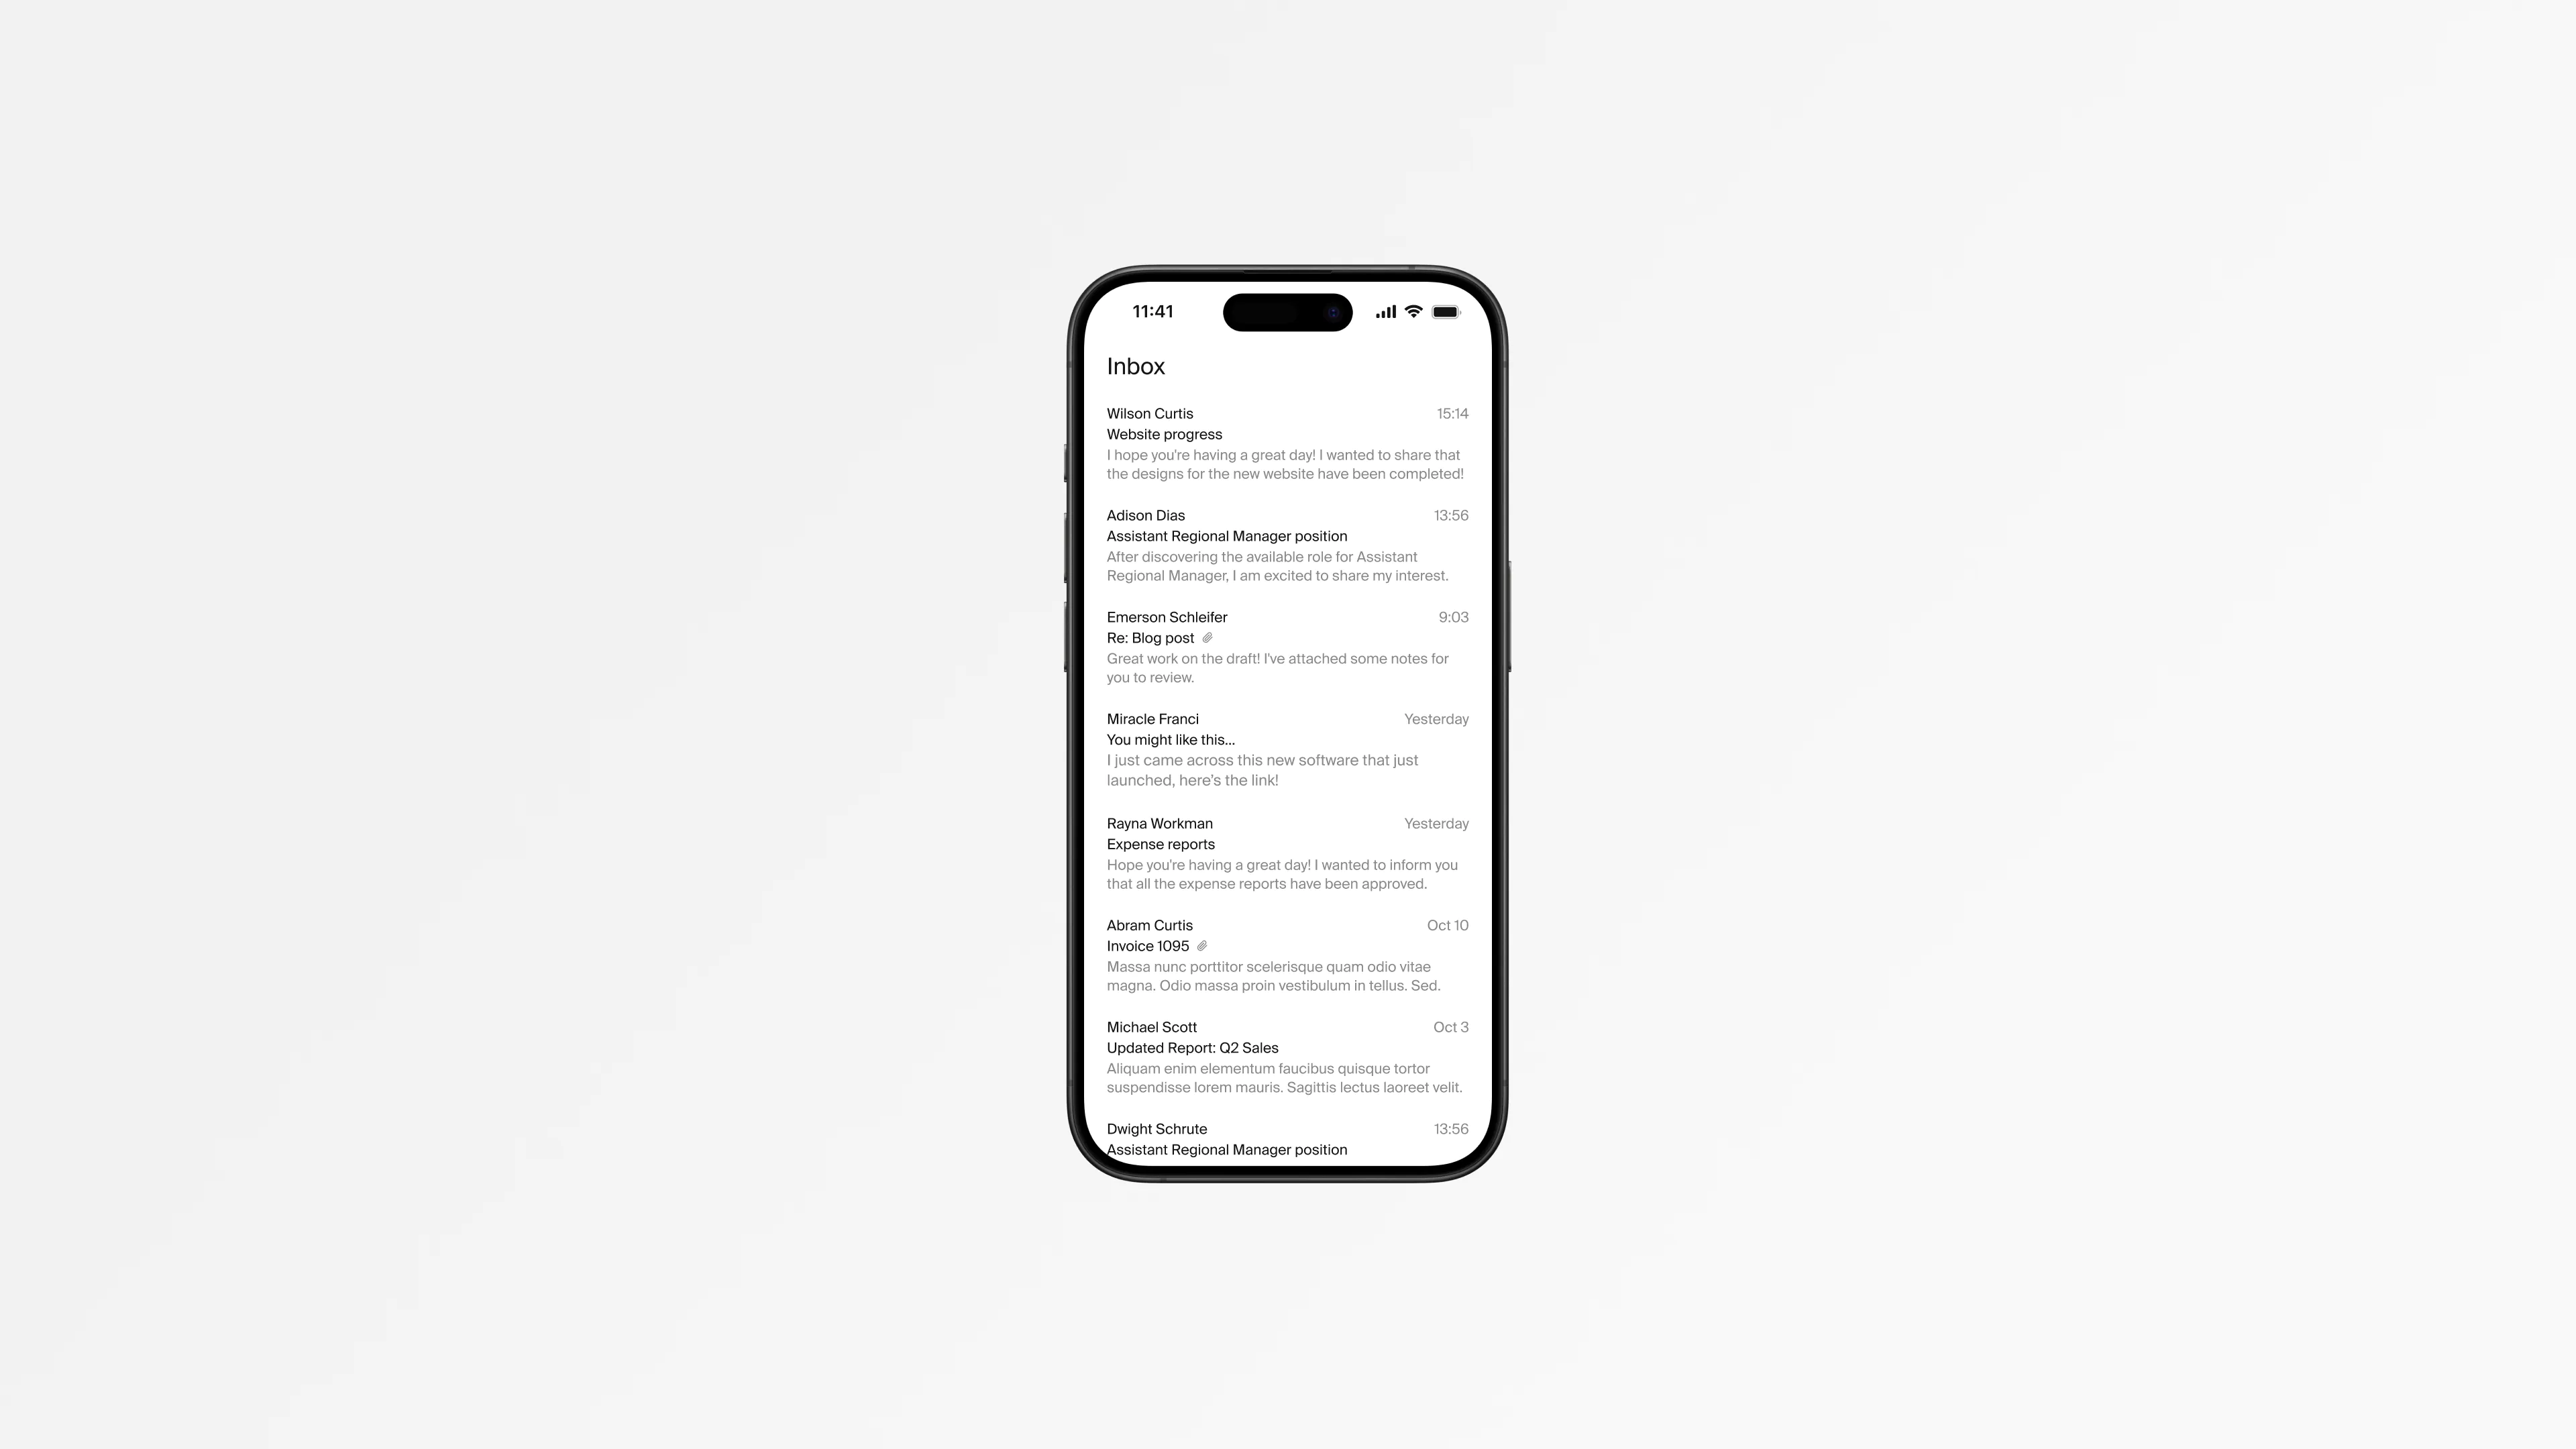 11:41
Inbox
Wilson Curtis 15:14
Website progress
I hope you're having a great day! I wanted to share that
the designs for the new website have been completed!
Adison Dias 13:56
Assistant Regional Manager position
After discovering the available role for Assistant
Regional Manager, I am excited to share my interest.
Emerson Schleifer 9:03
Re: Blog post
Great work on the draft! I've attached some notes for
you to review.
Miracle Franci Yesterday
You might like this...
I just came across this new software that just
launched, here's the link!
Rayna Workman Yesterday
Expense reports
Hope you're having a great day! I wanted to inform you
that all the expense reports have been approved.
Abram Curtis Oct 10
Invoice 1095
Massa nunc porttitor scelerisque quam odio vitae
magna. Odio massa proin vestibulum in tellus. Sed.
Michael Scott Oct 3
Updated Report: Q2 Sales
Aliquam enim elementum faucibus quisque tortor
suspendisse lorem mauris. Sagittis lectus laoreet velit.
Dwight Schrute 13:56
Assistant Regional Manager position